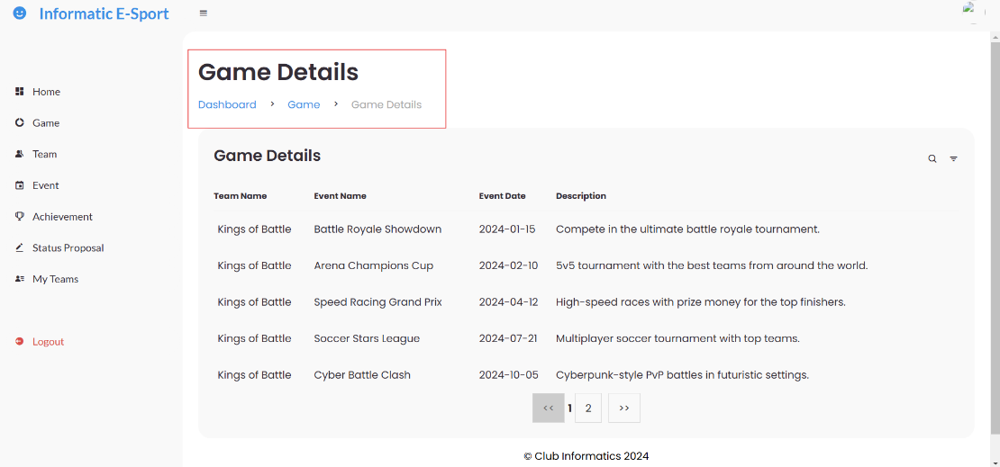 Informatic E-Sport
Home
Game
Team
Event
Achievement
Status Proposal
My Teams
Logout
Game Details
Dashboard > Game > Game Details
Game Details
Team Name Event Name Event Date Description
Kings of Battle Battle Royale Showdown 2024-01-15 Compete in the ultimate battle royale tournament.
Kings of Battle Arena Champions Cup 2024-02-10 5v5 tournament with the best teams from around the world.
Kings of Battle Speed Racing Grand Prix 2024-04-12 High-speed races with prize money for the top finishers.
Kings of Battle Soccer Stars League 2024-07-21 Multiplayer soccer tournament with top teams.
Kings of Battle Cyber Battle Clash 2024-10-05 Cyberpunk-style PvP battles in futuristic settings.
<< 1 2 >>
© Club Informatics 2024